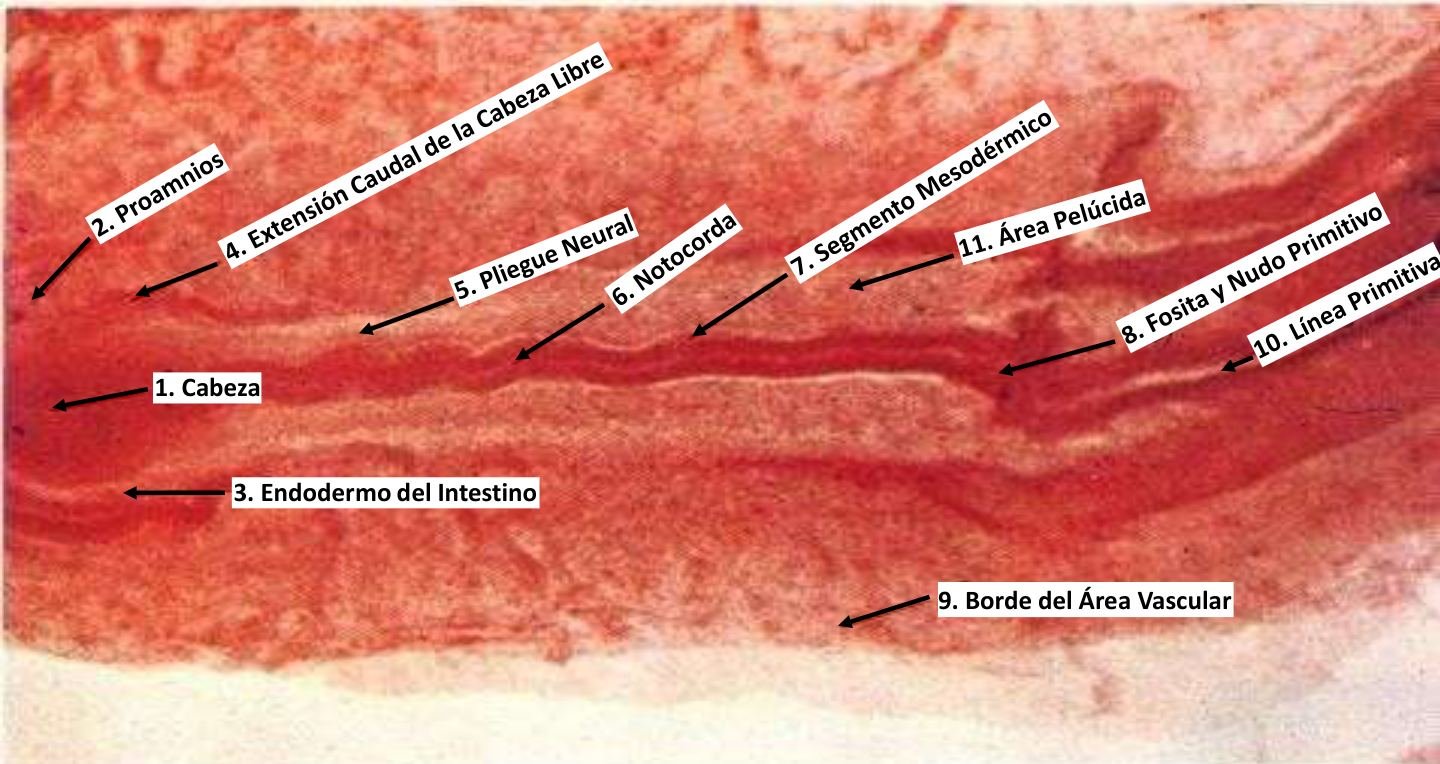 1. Cabeza
2. Proamnios
3. Endodermo del Intestino
4. Extensión Caudal de la Cabeza Libre
5. Pliegue Neural
6. Notocorda
7. Segmento Mesodérmico
8. Fosita y Nudo Primitivo
9. Borde del Área Vascular
10. Línea Primitiva
11. Área Pelúcida